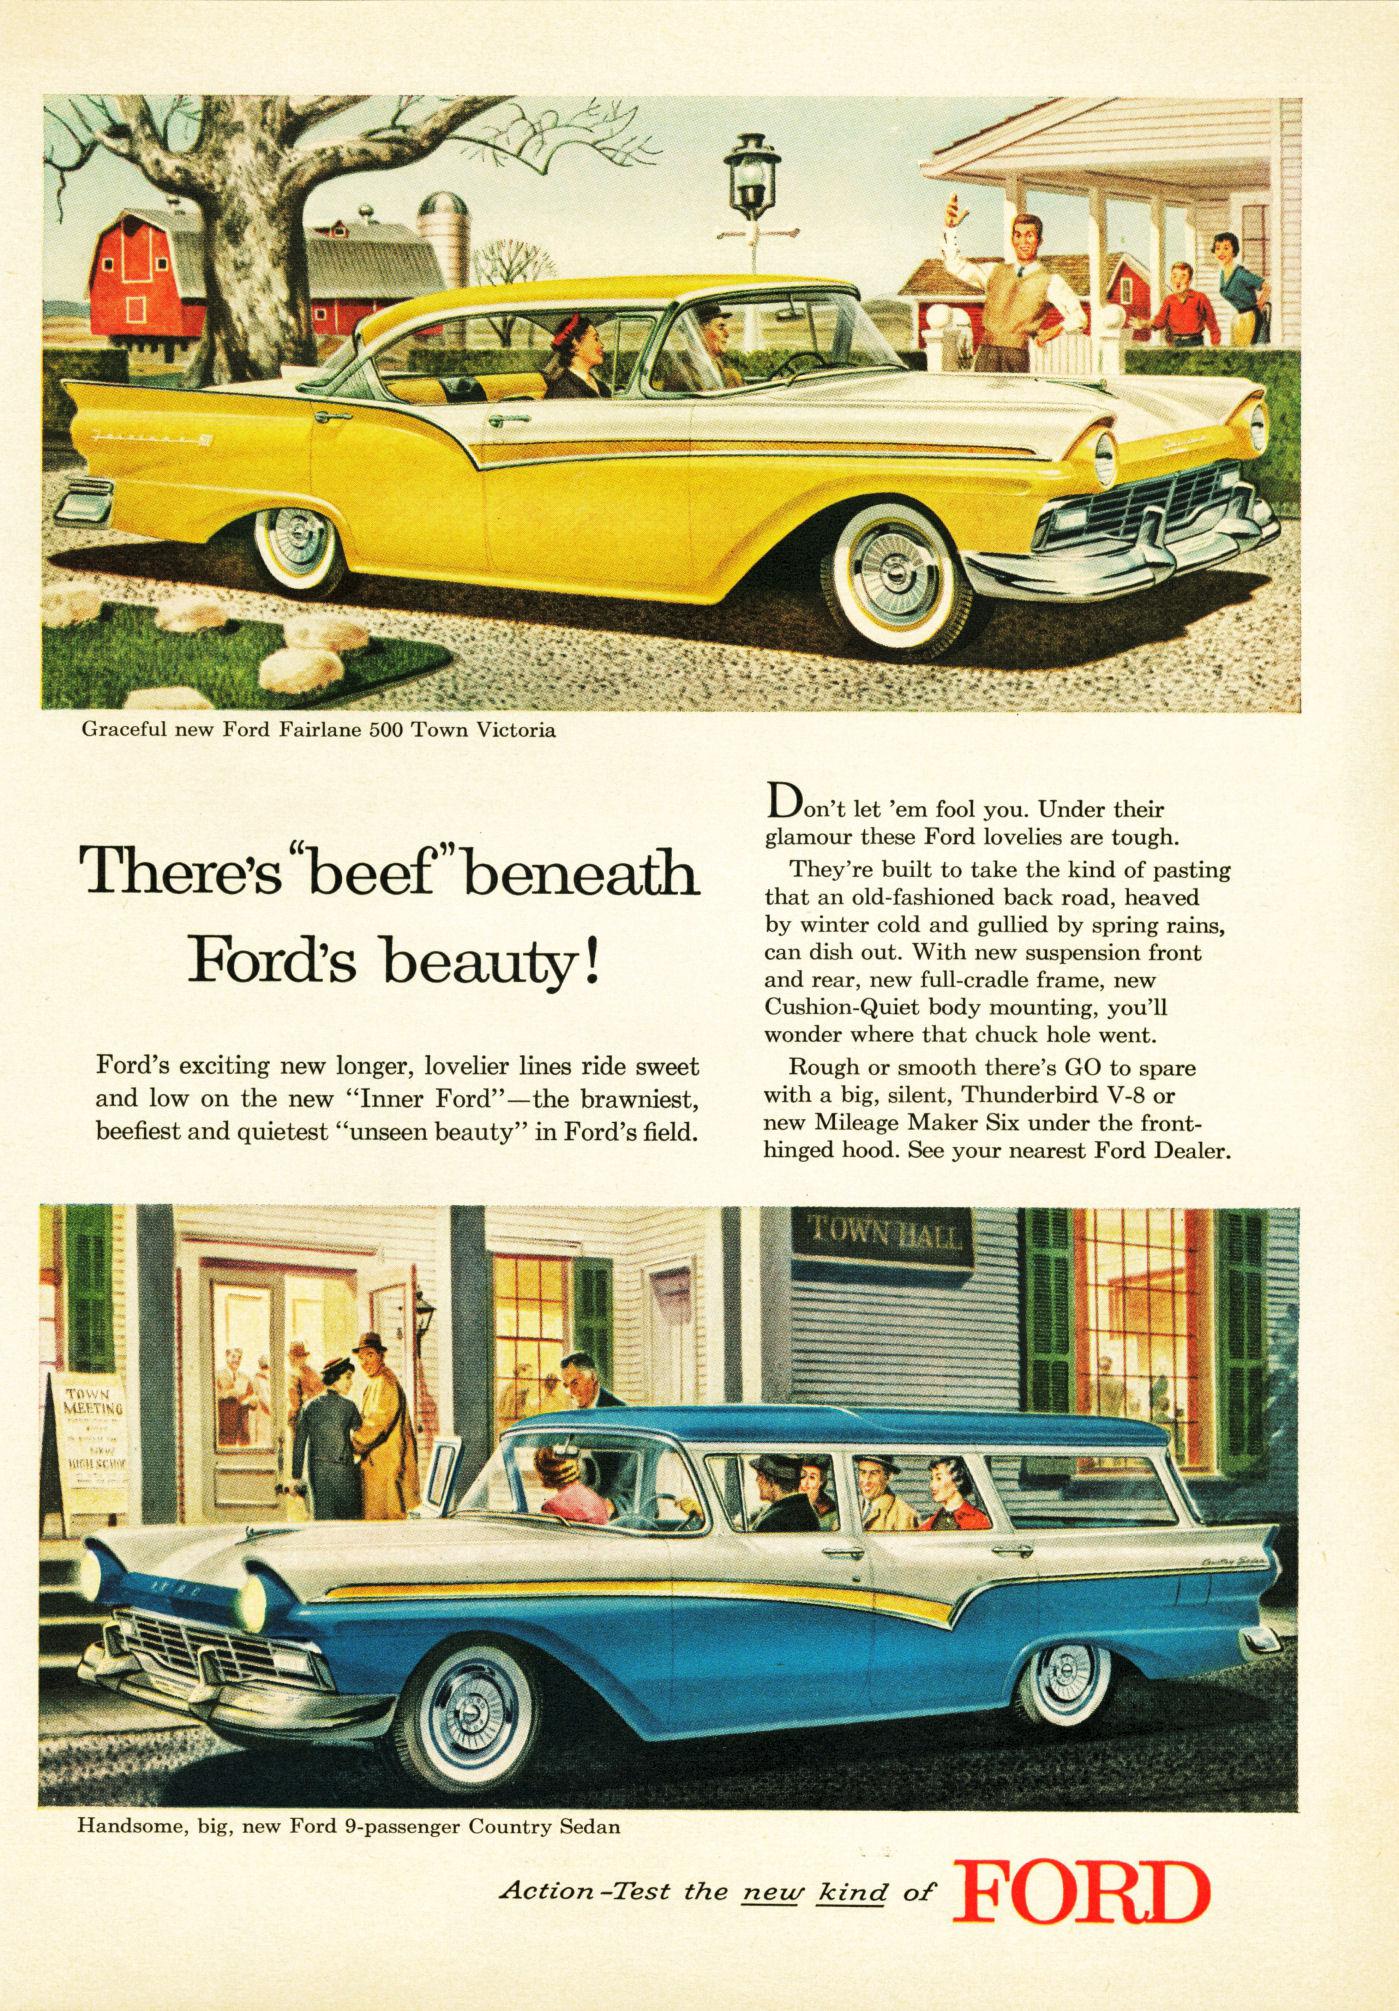 Fairlane 500
Graceful new Ford Fairlane 500 Town Victoria
There's “beef” beneath
Ford's beauty!
Ford's exciting new longer, lovelier lines ride sweet
and low on the new “Inner Ford”—the brawniest,
beefiest and quietest “unseen beauty” in Ford's field.
Don't let ’em fool you. Under their
glamour these Ford lovelies are tough.
They're built to take the kind of pasting
that an old-fashioned back road, heaved
by winter cold and gullied by spring rains,
can dish out. With new suspension front
and rear, new full-cradle frame, new
Cushion-Quiet body mounting, you'll
wonder where that chuck hole went.
Rough or smooth there's GO to spare
with a big, silent, Thunderbird V-8 or
new Mileage Maker Six under the front-
hinged hood. See your nearest Ford Dealer.
TOWN HALL
TOWN
MEETING
HIGH SCHOOL
FORD
Country Sedan
Handsome, big, new Ford 9-passenger Country Sedan
Action-Test the new kind of FORD